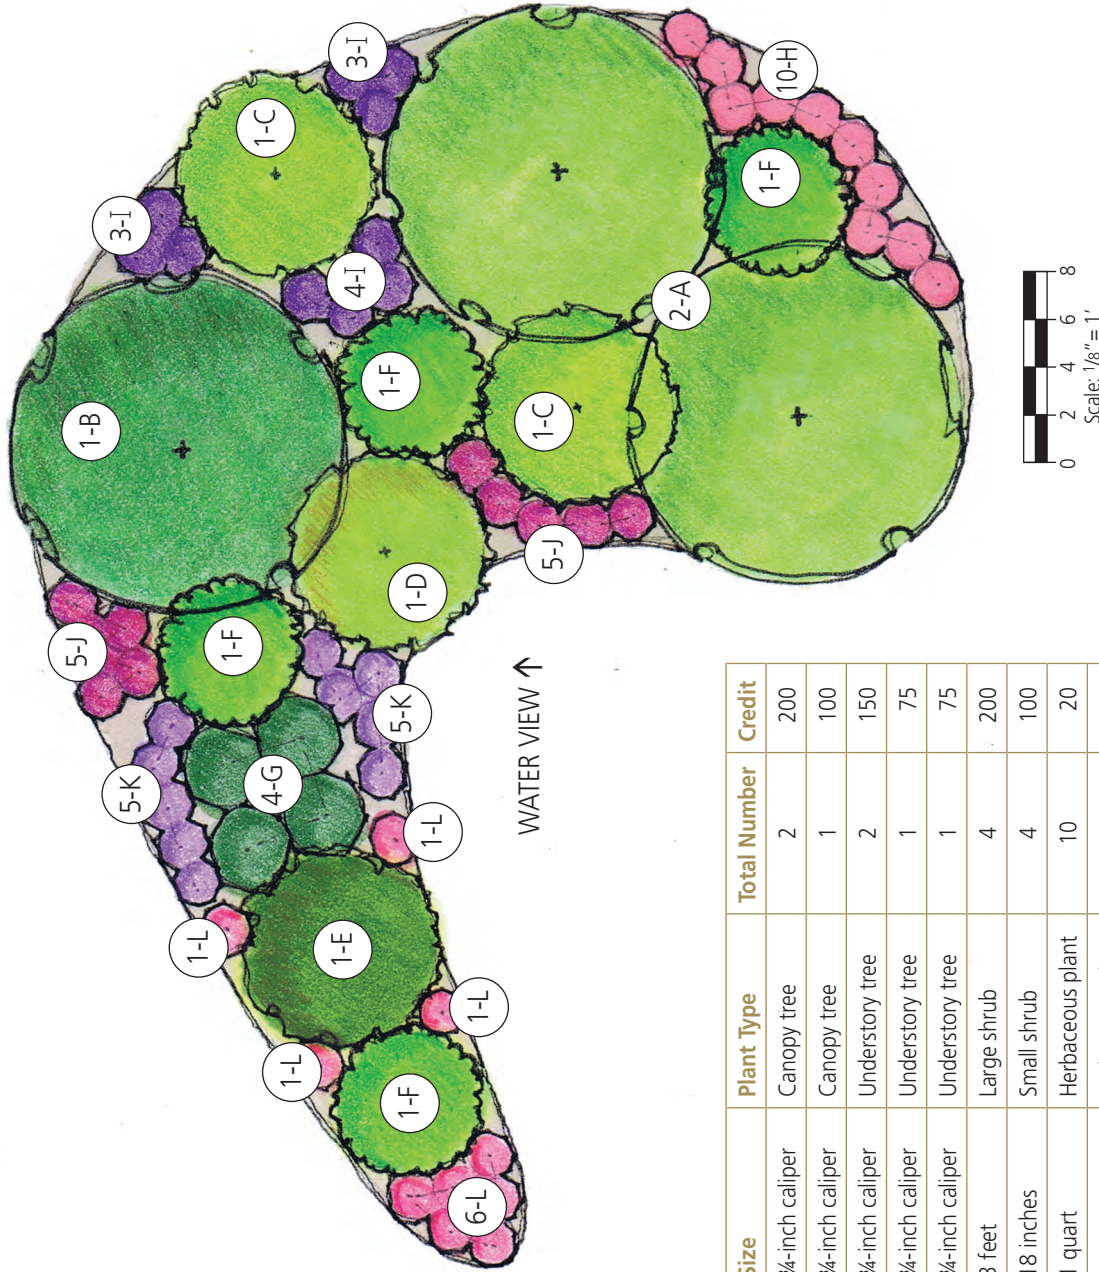 3-I
1-C
3-I
10-H
1-B
4-I
1-F
1-F
2-A
1-C
5-J
1-D
5-J
1-F
5-K
5-K
4-G
1-L
1-L
1-E
1-L
1-L
1-F
6-L
WATER VIEW →
0 2 4 6 8
Scale: 1/8" = 1'
Size Plant Type Total Number Credit
¾-inch caliper Canopy tree 2 200
¾-inch caliper Canopy tree 1 100
¾-inch caliper Understory tree 2 150
¾-inch caliper Understory tree 1 75
¾-inch caliper Understory tree 1 75
3 feet Large shrub 4 200
18 inches Small shrub 4 100
1 quart Herbaceous plant 10 20